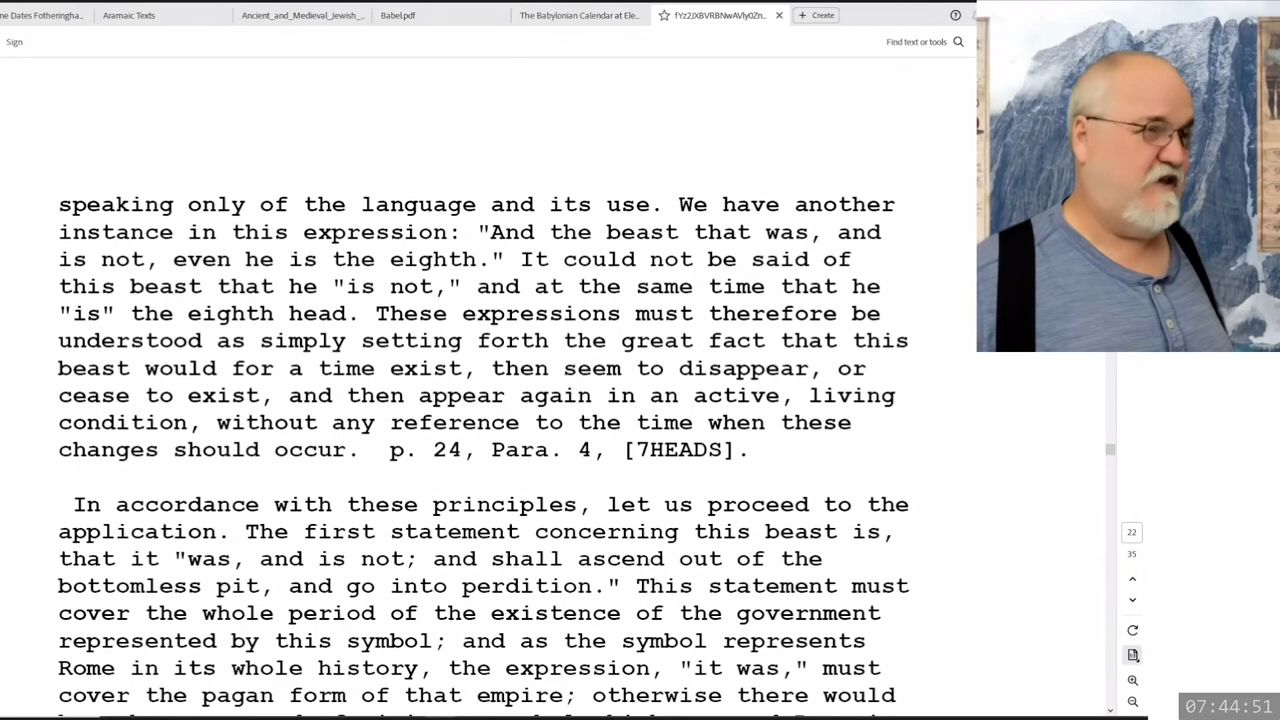 ne Dates Fotheringha... Aramaic Texts Ancient_and_Medieval_Jewish_... Babel.pdf The Babylonian Calendar at Ele... Create
Sign Find text or tools
speaking only of the language and its use. We have another
instance in this expression: "And the beast that was, and
is not, even he is the eighth." It could not be said of
this beast that he "is not," and at the same time that he
"is" the eighth head. These expressions must therefore be
understood as simply setting forth the great fact that this
beast would for a time exist, then seem to disappear, or
cease to exist, and then appear again in an active, living
condition, without any reference to the time when these
changes should occur. p. 24, Para. 4, [7HEADS].
In accordance with these principles, let us proceed to the
application. The first statement concerning this beast is,
that it "was, and is not; and shall ascend out of the
bottomless pit, and go into perdition." This statement must
cover the whole period of the existence of the government
represented by this symbol; and as the symbol represents
Rome in its whole history, the expression, "it was," must
cover the pagan form of that empire; otherwise there would
22
35
07:44:51